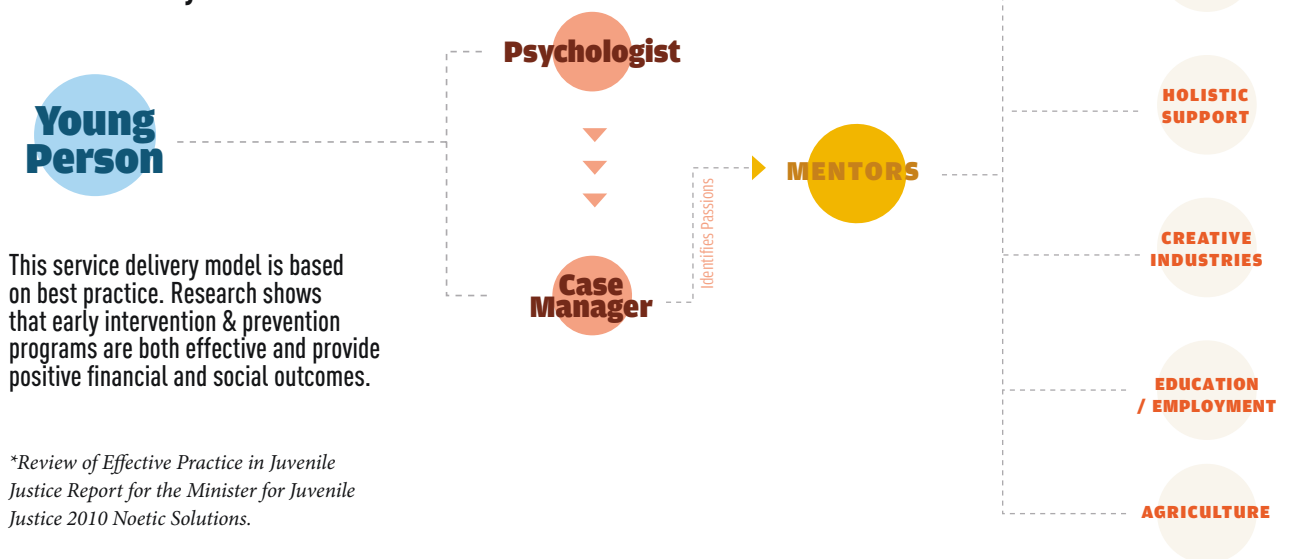 Psychologist
Young
Person
HOLISTIC
SUPPORT
MENTORS
Identifies Passions
CREATIVE
INDUSTRIES
Case
Manager
This service delivery model is based
on best practice. Research shows
that early intervention & prevention
programs are both effective and provide
positive financial and social outcomes.
EDUCATION
/ EMPLOYMENT
*Review of Effective Practice in Juvenile
Justice Report for the Minister for Juvenile
Justice 2010 Noetic Solutions.
AGRICULTURE